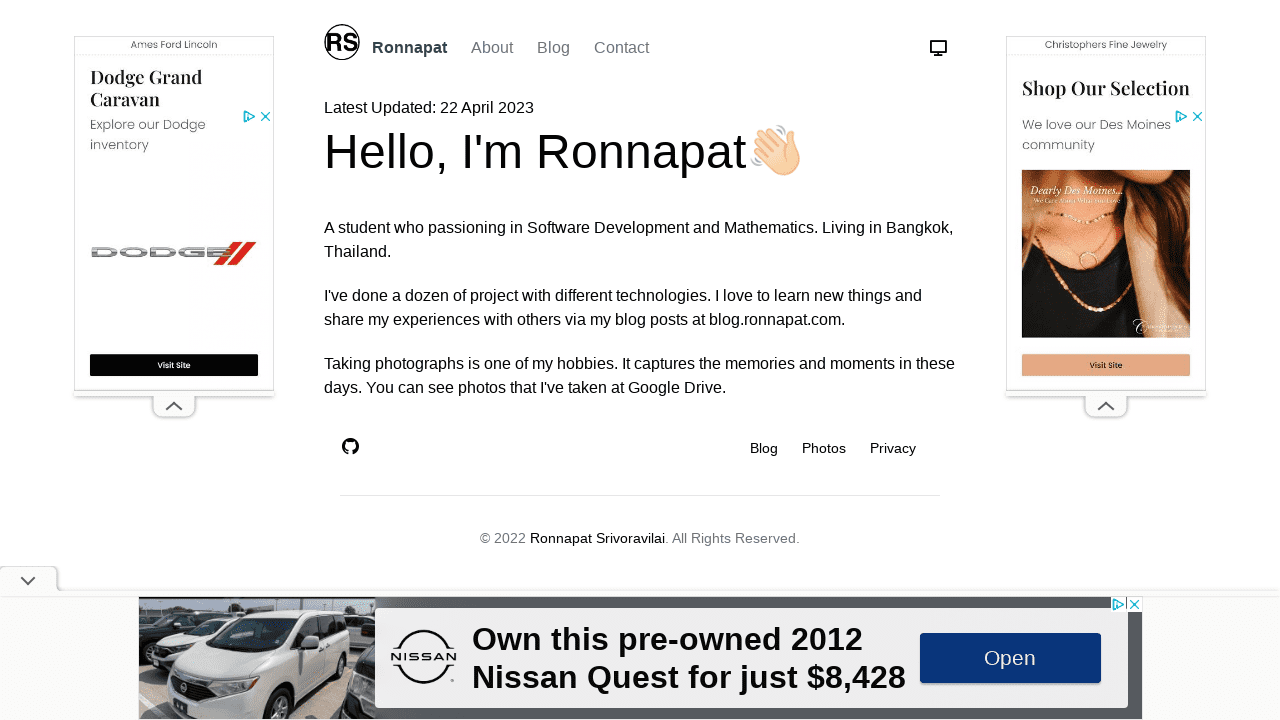 RS
Ronnapat About Blog Contact
Ames Ford Lincoln
Dodge Grand
Caravan
Explore our Dodge
inventory
DODGE
Visit Site
Latest Updated: 22 April 2023
Hello, I'm Ronnapat👋🏻
A student who passioning in Software Development and Mathematics. Living in Bangkok,
Thailand.
I've done a dozen of project with different technologies. I love to learn new things and
share my experiences with others via my blog posts at blog.ronnapat.com.
Taking photographs is one of my hobbies. It captures the memories and moments in these
days. You can see photos that I've taken at Google Drive.
Blog Photos Privacy
© 2022 Ronnapat Srivoravilai. All Rights Reserved.
Christophers Fine Jewelry
Shop Our Selection
We love our Des Moines
community
Dearly Des Moines...
Visit Site
NISSAN
Own this pre-owned 2012
Nissan Quest for just $8,428
Open